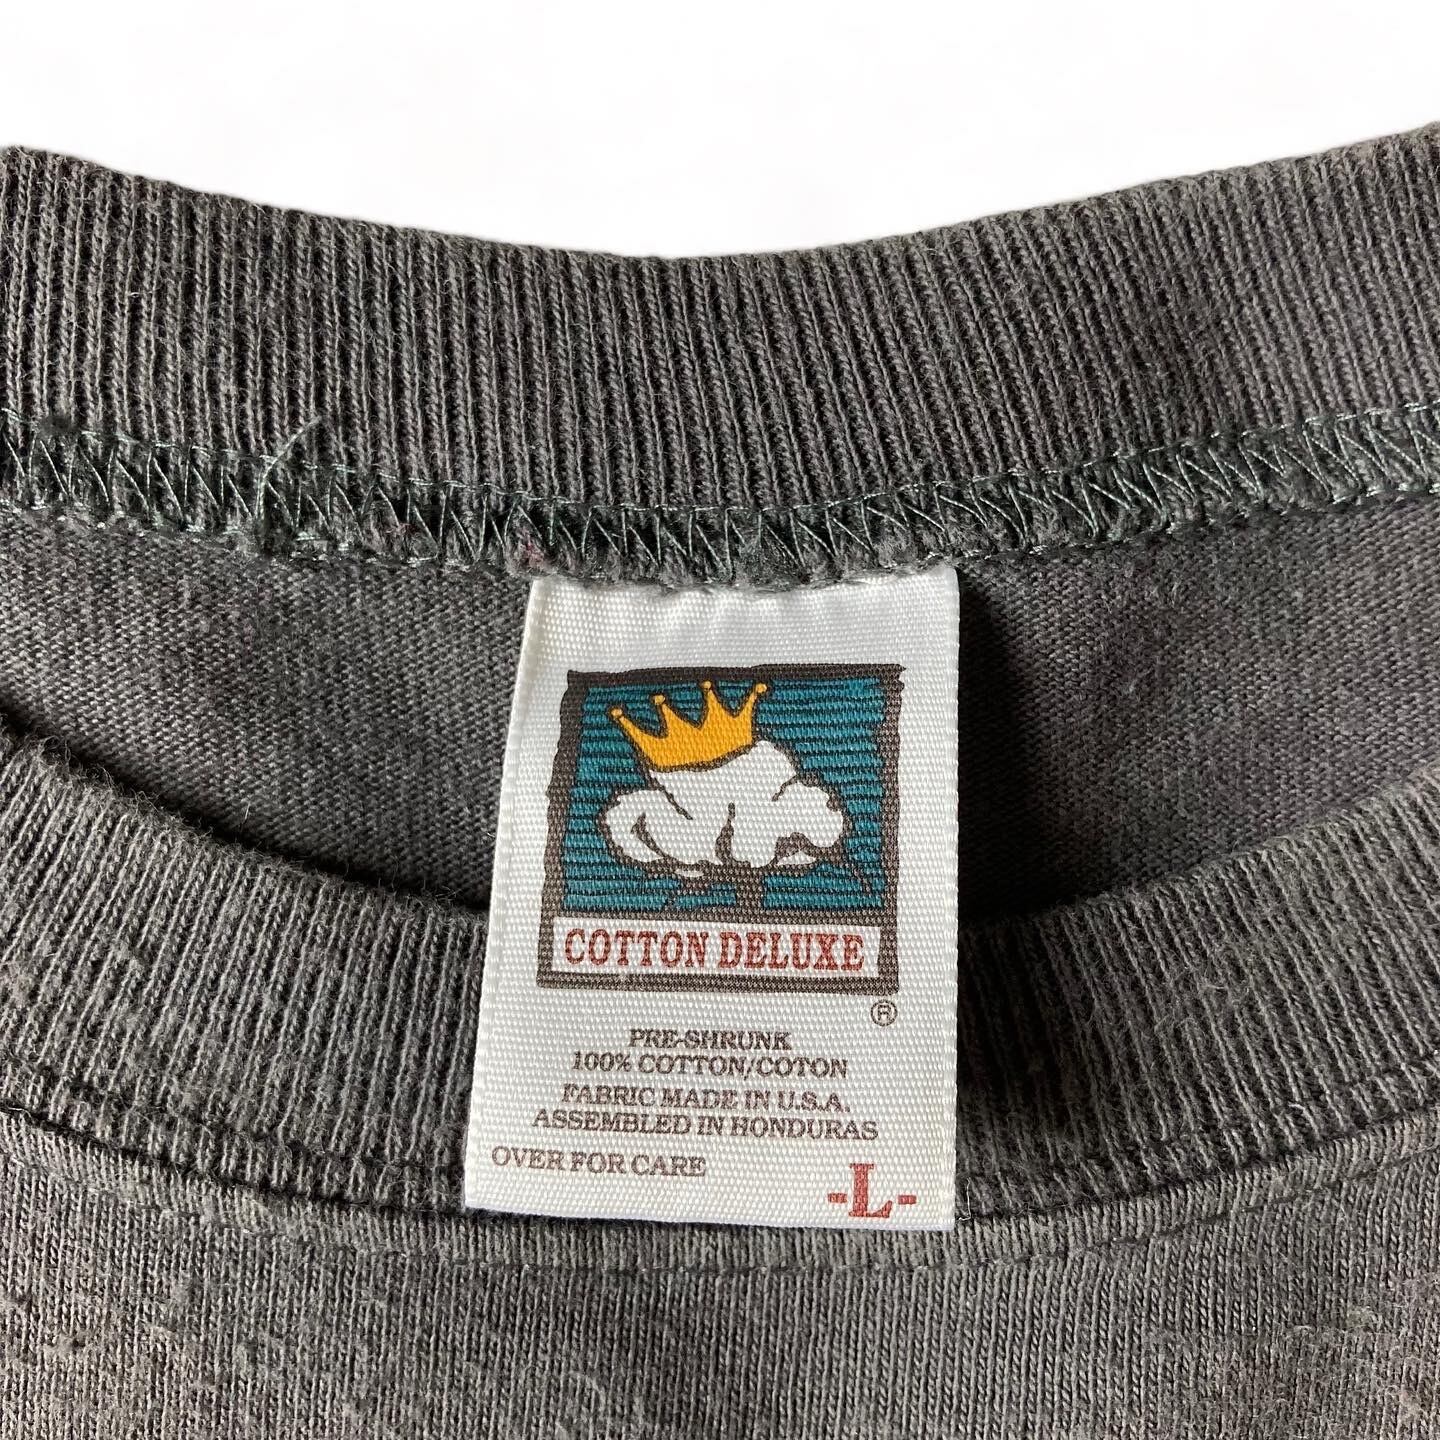 COTTON DELUXE
®
PRE-SHRUNK
100% COTTON/COTON
FABRIC MADE IN U.S.A.
ASSEMBLED IN HONDURAS
OVER FOR CARE
-L-